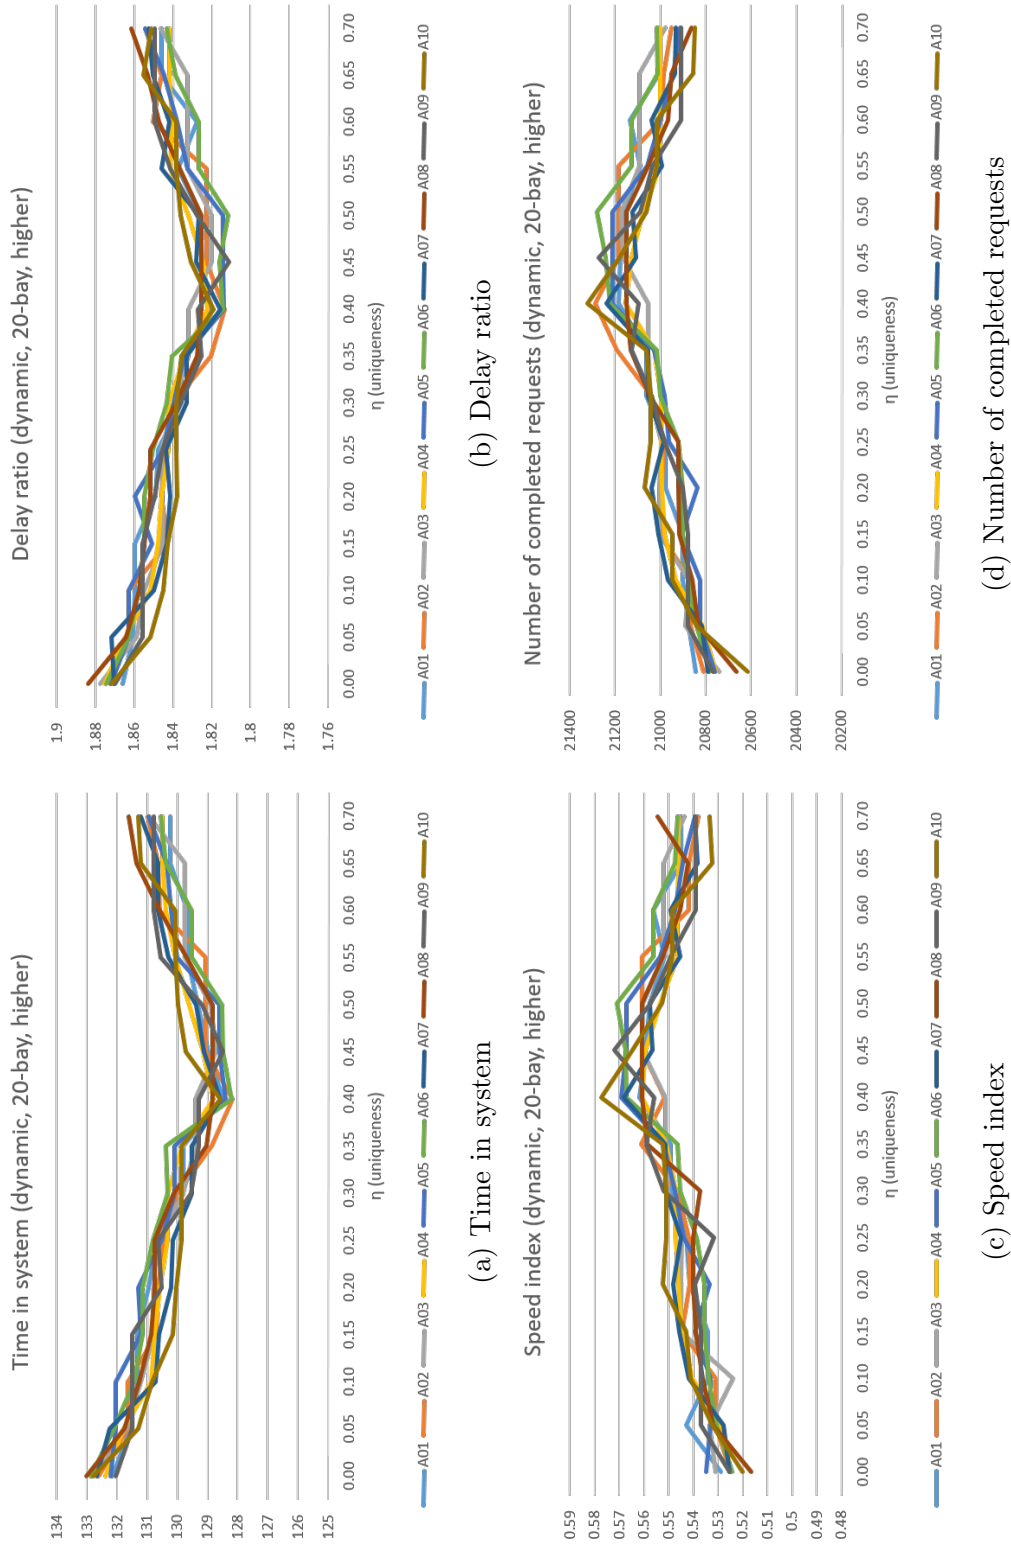 Time in system (dynamic, 20-bay, higher)
134
133
132
131
130
129
128
127
126
125
0.00 0.05 0.10 0.15 0.20 0.25 0.30 0.35 0.40 0.45 0.50 0.55 0.60 0.65 0.70
η (uniqueness)
A01 A02 A03 A04 A05 A06 A07 A08 A09 A10
(a) Time in system
Delay ratio (dynamic, 20-bay, higher)
1.9
1.88
1.86
1.84
1.82
1.8
1.78
1.76
0.00 0.05 0.10 0.15 0.20 0.25 0.30 0.35 0.40 0.45 0.50 0.55 0.60 0.65 0.70
η (uniqueness)
A01 A02 A03 A04 A05 A06 A07 A08 A09 A10
(b) Delay ratio
Speed index (dynamic, 20-bay, higher)
0.59
0.58
0.57
0.56
0.55
0.54
0.53
0.52
0.51
0.5
0.49
0.48
0.00 0.05 0.10 0.15 0.20 0.25 0.30 0.35 0.40 0.45 0.50 0.55 0.60 0.65 0.70
η (uniqueness)
A01 A02 A03 A04 A05 A06 A07 A08 A09 A10
(c) Speed index
Number of completed requests (dynamic, 20-bay, higher)
21400
21200
21000
20800
20600
20400
20200
0.00 0.05 0.10 0.15 0.20 0.25 0.30 0.35 0.40 0.45 0.50 0.55 0.60 0.65 0.70
η (uniqueness)
A01 A02 A03 A04 A05 A06 A07 A08 A09 A10
(d) Number of completed requests